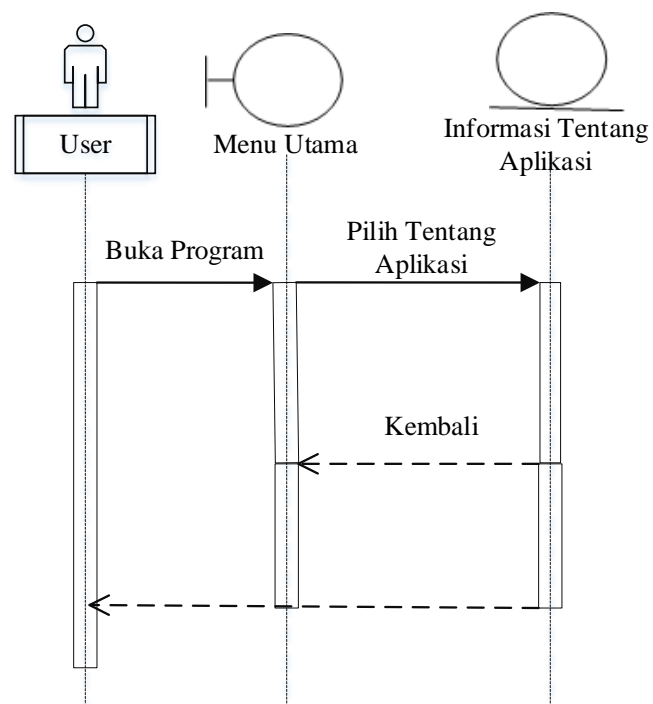 User
Menu Utama
Informasi Tentang
Aplikasi
Buka Program
Pilih Tentang
Aplikasi
Kembali